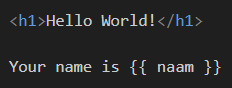 <h1>Hello World!</h1>
Your name is {{ naam }}